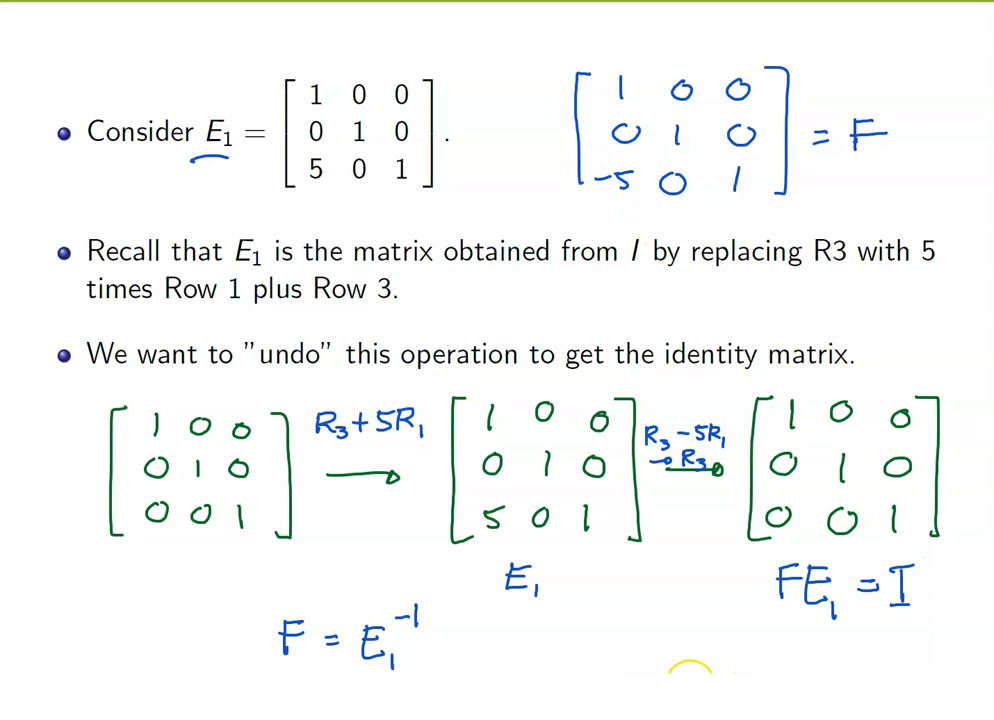 Consider E₁ = [ 1 0 0
0 1 0
5 0 1 ] .
[ 1 0 0
0 1 0
-5 0 1 ] = F
Recall that E₁ is the matrix obtained from I by replacing R3 with 5
times Row 1 plus Row 3.
We want to "undo" this operation to get the identity matrix.
[ 1 0 0
0 1 0
0 0 1 ]
R₃ + 5R₁
→
[ 1 0 0
0 1 0
5 0 1 ]
E₁
R₃ - 5R₁
→ R₃
→
[ 1 0 0
0 1 0
0 0 1 ]
FE₁ = I
F = E₁⁻¹